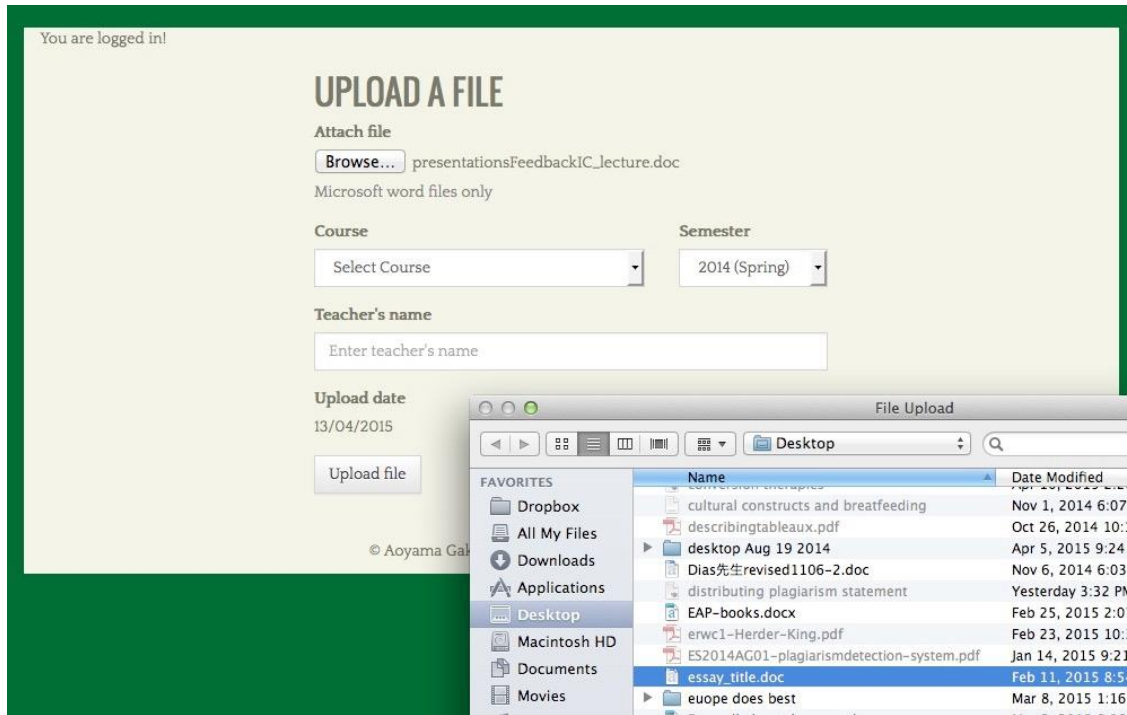 You are logged in!
UPLOAD A FILE
Attach file
Browse... presentationsFeedbackIC_lecture.doc
Microsoft word files only
Course Semester
Select Course 2014 (Spring)
Teacher's name
Enter teacher's name
Upload date
13/04/2015
Upload file
© Aoyama Gak
File Upload
Desktop
FAVORITES
Dropbox
All My Files
Downloads
Applications
Desktop
Macintosh HD
Documents
Movies
Name Date Modified
cultural constructs and breastfeeding Nov 1, 2014 6:07
describingtableaux.pdf Oct 26, 2014 10:
desktop Aug 19 2014 Apr 5, 2015 9:24
Dias先生revised1106-2.doc Nov 6, 2014 6:03
distributing plagiarism statement Yesterday 3:32 PM
EAP-books.docx Feb 25, 2015 2:0
erwc1-Herder-King.pdf Feb 23, 2015 10:
ES2014AG01-plagiarismdetection-system.pdf Jan 14, 2015 9:21
essay_title.doc Feb 11, 2015 8:5
euope does best Mar 8, 2015 1:16